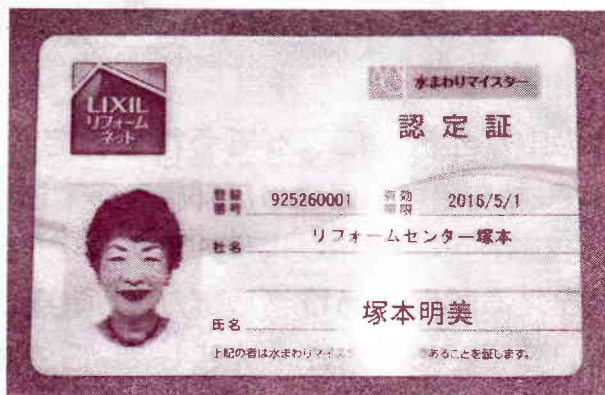 LIXIL
リフォーム
ネット
水まわりマイスター
認定証
登録番号 925260001 有効期限 2016/5/1
社名 リフォームセンター塚本
氏名 塚本明美
上記の者は水まわりマイス あることを証します。